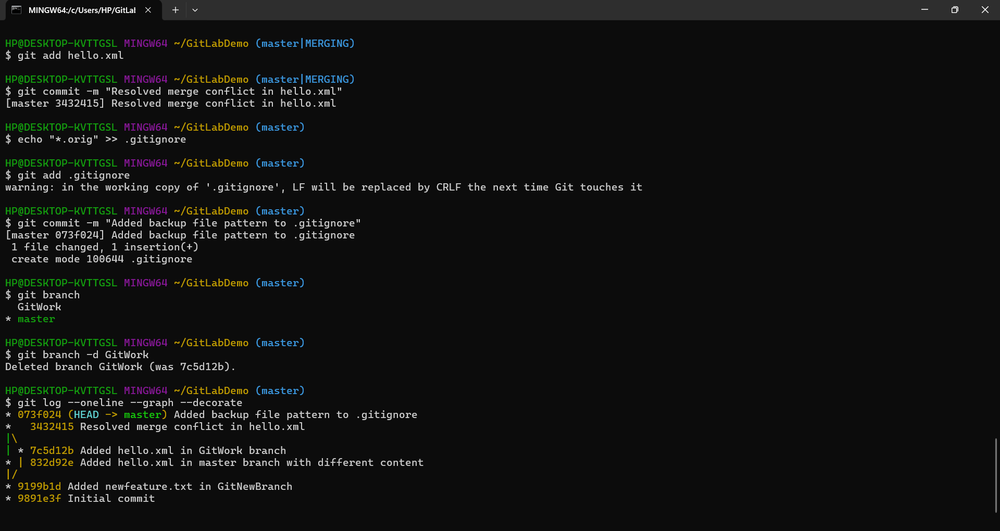 MINGW64:/c/Users/HP/GitLal
HP@DESKTOP-KVTTGSL MINGW64 ~/GitLabDemo (master|MERGING)
$ git add hello.xml
HP@DESKTOP-KVTTGSL MINGW64 ~/GitLabDemo (master|MERGING)
$ git commit -m "Resolved merge conflict in hello.xml"
[master 3432415] Resolved merge conflict in hello.xml
HP@DESKTOP-KVTTGSL MINGW64 ~/GitLabDemo (master)
$ echo "*.orig" >> .gitignore
HP@DESKTOP-KVTTGSL MINGW64 ~/GitLabDemo (master)
$ git add .gitignore
warning: in the working copy of '.gitignore', LF will be replaced by CRLF the next time Git touches it
HP@DESKTOP-KVTTGSL MINGW64 ~/GitLabDemo (master)
$ git commit -m "Added backup file pattern to .gitignore"
[master 073f024] Added backup file pattern to .gitignore
 1 file changed, 1 insertion(+)
 create mode 100644 .gitignore
HP@DESKTOP-KVTTGSL MINGW64 ~/GitLabDemo (master)
$ git branch
  GitWork
* master
HP@DESKTOP-KVTTGSL MINGW64 ~/GitLabDemo (master)
$ git branch -d GitWork
Deleted branch GitWork (was 7c5d12b).
HP@DESKTOP-KVTTGSL MINGW64 ~/GitLabDemo (master)
$ git log --oneline --graph --decorate
* 073f024 (HEAD -> master) Added backup file pattern to .gitignore
*   3432415 Resolved merge conflict in hello.xml
|\
| * 7c5d12b Added hello.xml in GitWork branch
* | 832d92e Added hello.xml in master branch with different content
|/
* 9199b1d Added newfeature.txt in GitNewBranch
* 9891e3f Initial commit